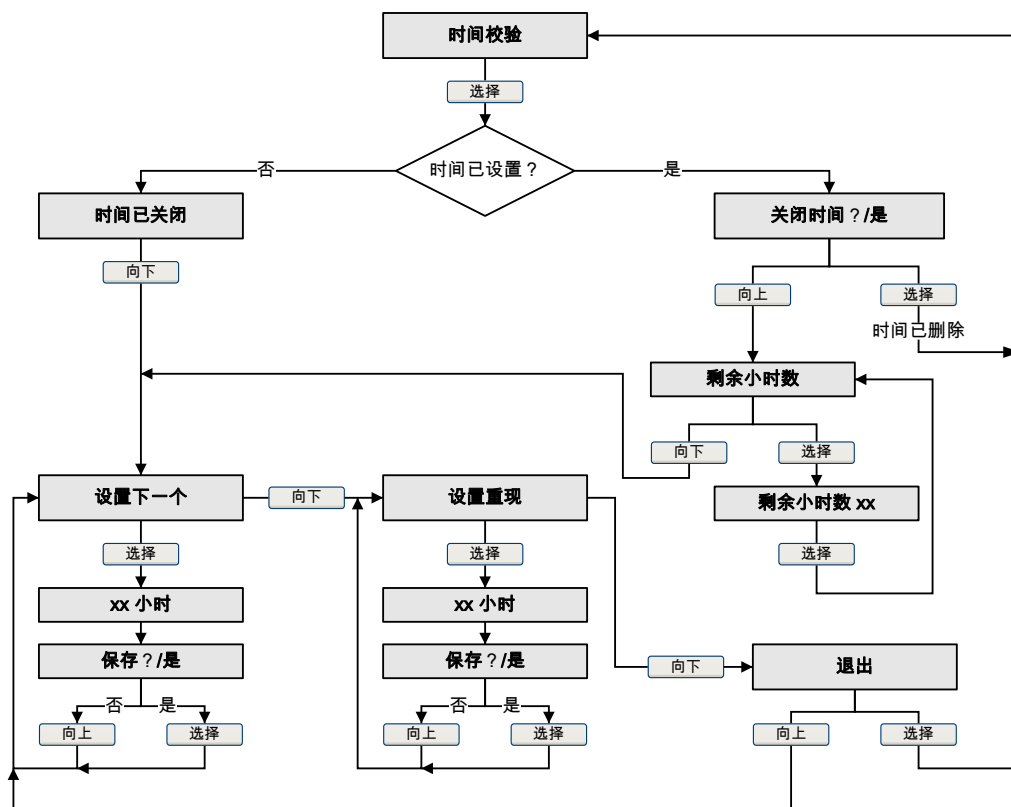 时间校验
选择
时间已设置？
否
是
时间已关闭
关闭时间？/是
向下
向上
选择
时间已删除
剩余小时数
向下
选择
设置下一个
向下
设置重现
剩余小时数 xx
选择
选择
选择
xx 小时
xx 小时
保存？/是
保存？/是
向下
退出
否
是
否
是
向上
选择
向上
选择
向上
选择